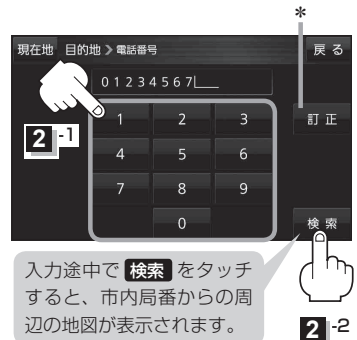 ＊
現在地 目的地 > 電話番号 戻る
01234567__
2-1
1 2 3 訂正
4 5 6
7 8 9
0 検索
入力途中で 検索 をタッチ
すると、市内局番からの周
辺の地図が表示されます。
2-2